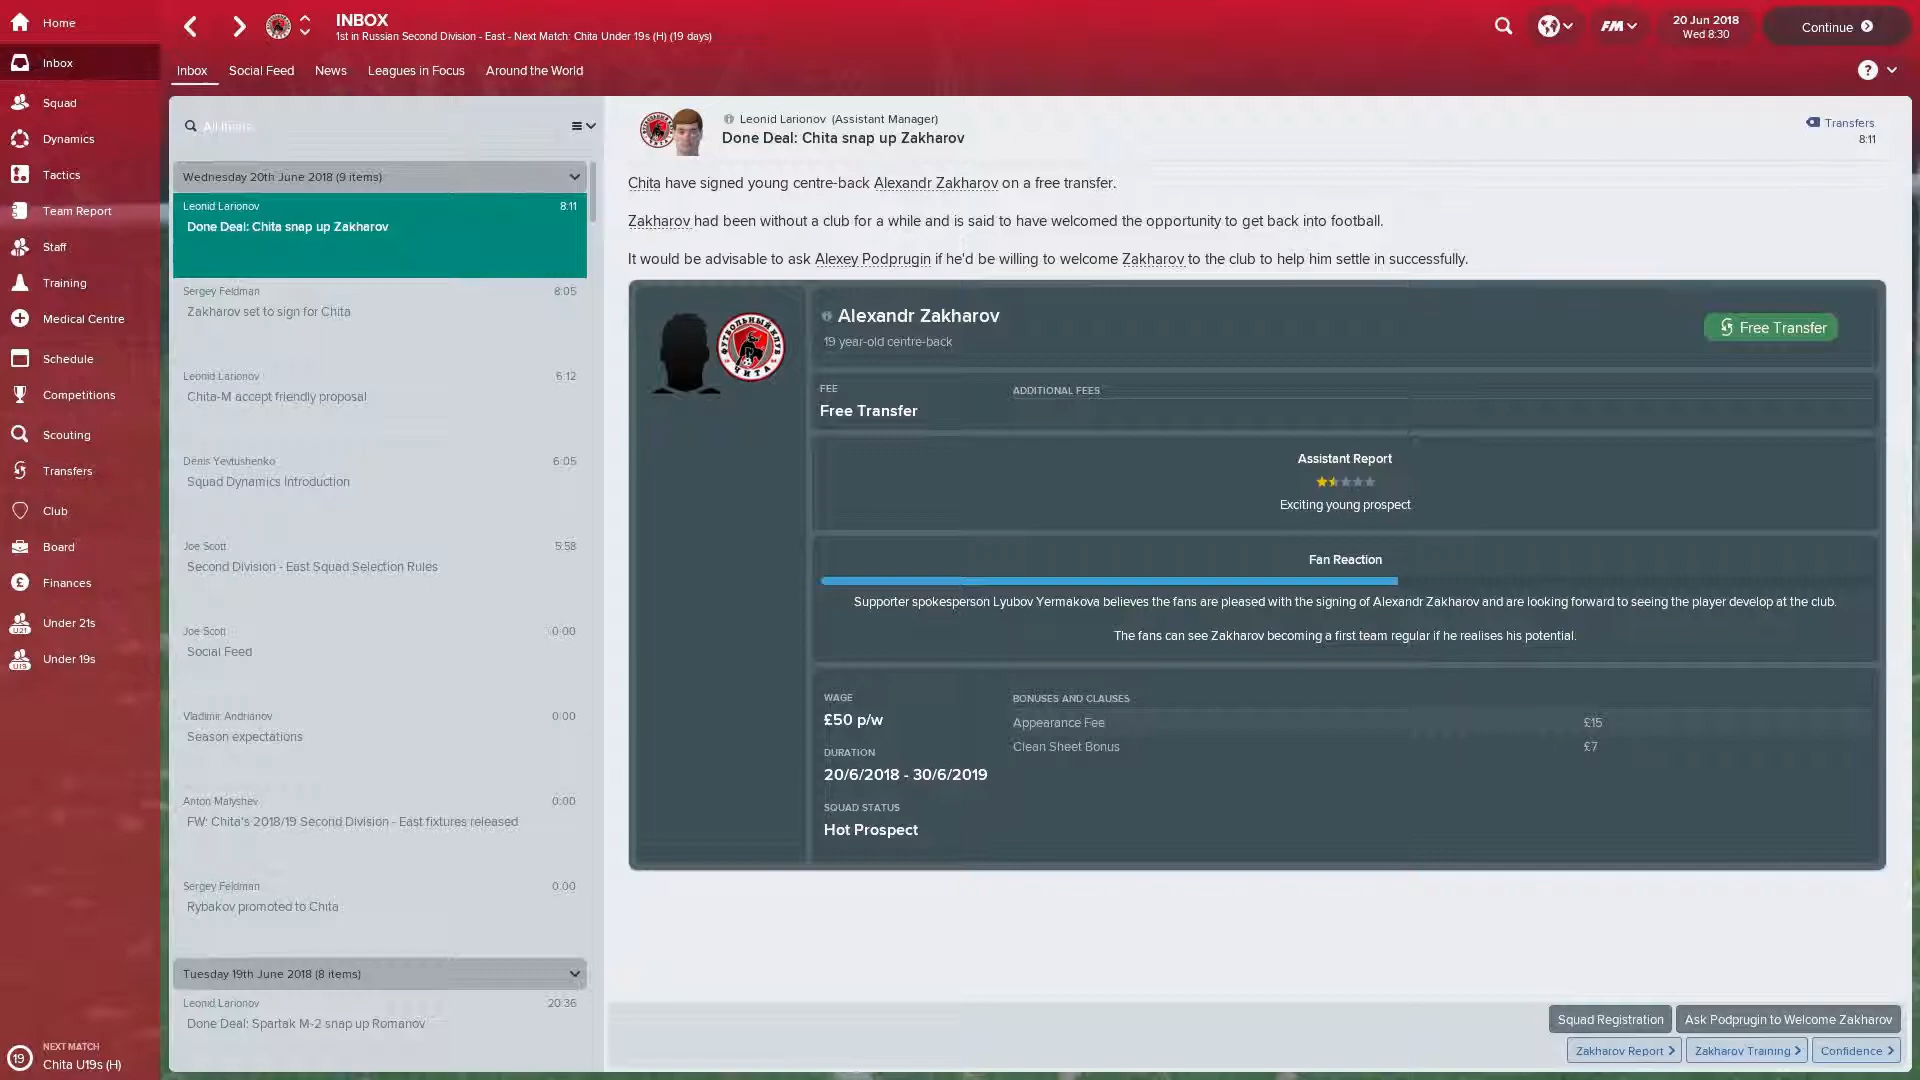 Home
Inbox
Squad
Dynamics
Tactics
Team Report
Staff
Training
Medical Centre
Schedule
Competitions
Scouting
Transfers
Club
Board
Finances
U21
Under 21s
U19
Under 19s
19
NEXT MATCH
Chita U19s (H)
INBOX
1st in Russian Second Division - East - Next Match: Chita Under 19s (H) (19 days)
FM
20 Jun 2018
Wed 8:30
Continue
Inbox
Social Feed
News
Leagues in Focus
Around the World
?
All Items
Wednesday 20th June 2018 (9 items)
Leonid Larionov 8:11
Done Deal: Chita snap up Zakharov
Sergey Feldman 8:05
Zakharov set to sign for Chita
Leonid Larionov 6:12
Chita-M accept friendly proposal
Denis Yevtushenko 6:05
Squad Dynamics Introduction
Joe Scott 5:58
Second Division - East Squad Selection Rules
Joe Scott 0:00
Social Feed
Vladimir Andrianov 0:00
Season expectations
Anton Malyshev 0:00
FW: Chita's 2018/19 Second Division - East fixtures released
Sergey Feldman 0:00
Rybakov promoted to Chita
Tuesday 19th June 2018 (8 items)
Leonid Larionov 20:36
Done Deal: Spartak M-2 snap up Romanov
Leonid Larionov (Assistant Manager)
Done Deal: Chita snap up Zakharov
Transfers
8:11
Chita have signed young centre-back Alexandr Zakharov on a free transfer.
Zakharov had been without a club for a while and is said to have welcomed the opportunity to get back into football.
It would be advisable to ask Alexey Podprugin if he'd be willing to welcome Zakharov to the club to help him settle in successfully.
ФУТБОЛЬНЫЙ КЛУБ
ЧИТА
Alexandr Zakharov
19 year-old centre-back
Free Transfer
FEE
Free Transfer
ADDITIONAL FEES
Assistant Report
Exciting young prospect
Fan Reaction
Supporter spokesperson Lyubov Yermakova believes the fans are pleased with the signing of Alexandr Zakharov and are looking forward to seeing the player develop at the club.
The fans can see Zakharov becoming a first team regular if he realises his potential.
WAGE
£50 p/w
DURATION
20/6/2018 - 30/6/2019
SQUAD STATUS
Hot Prospect
BONUSES AND CLAUSES
Appearance Fee £15
Clean Sheet Bonus £7
Squad Registration
Ask Podprugin to Welcome Zakharov
Zakharov Report
Zakharov Training
Confidence